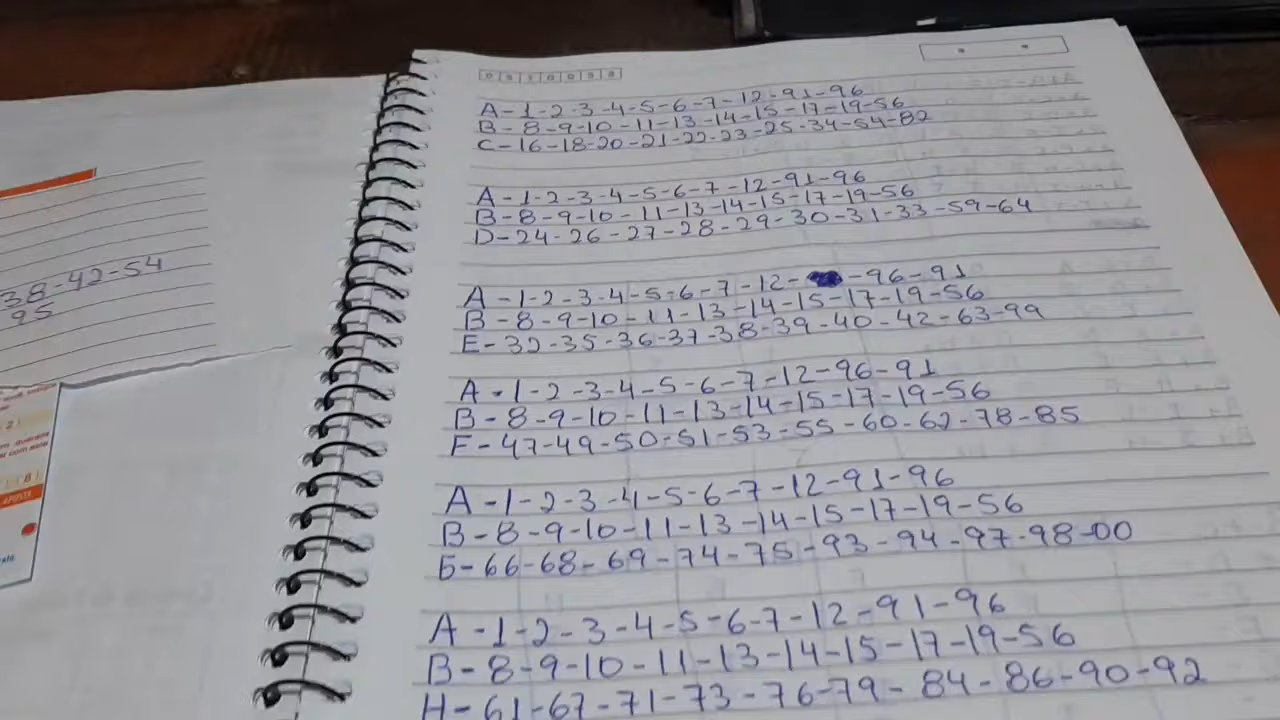 38-42-54
95
APOSTA
A-1-2-3-4-5-6-7-12-91-96
B-8-9-10-11-13-14-15-17-19-56
C-16-18-20-21-22-23-25-34-54-82
A-1-2-3-4-5-6-7-12-91-96
B-8-9-10-11-13-14-15-17-19-56
D-24-26-27-28-29-30-31-33-59-64
A-1-2-3-4-5-6-7-12- -96-91
B-8-9-10-11-13-14-15-17-19-56
E-32-35-36-37-38-39-40-42-63-99
A-1-2-3-4-5-6-7-12-96-91
B-8-9-10-11-13-14-15-17-19-56
F-47-49-50-51-53-55-60-62-78-85
A-1-2-3-4-5-6-7-12-91-96
B-8-9-10-11-13-14-15-17-19-56
G-66-68-69-74-75-93-94-97-98-00
A-1-2-3-4-5-6-7-12-91-96
B-8-9-10-11-13-14-15-17-19-56
H-61-67-71-73-76-79-84-86-90-92